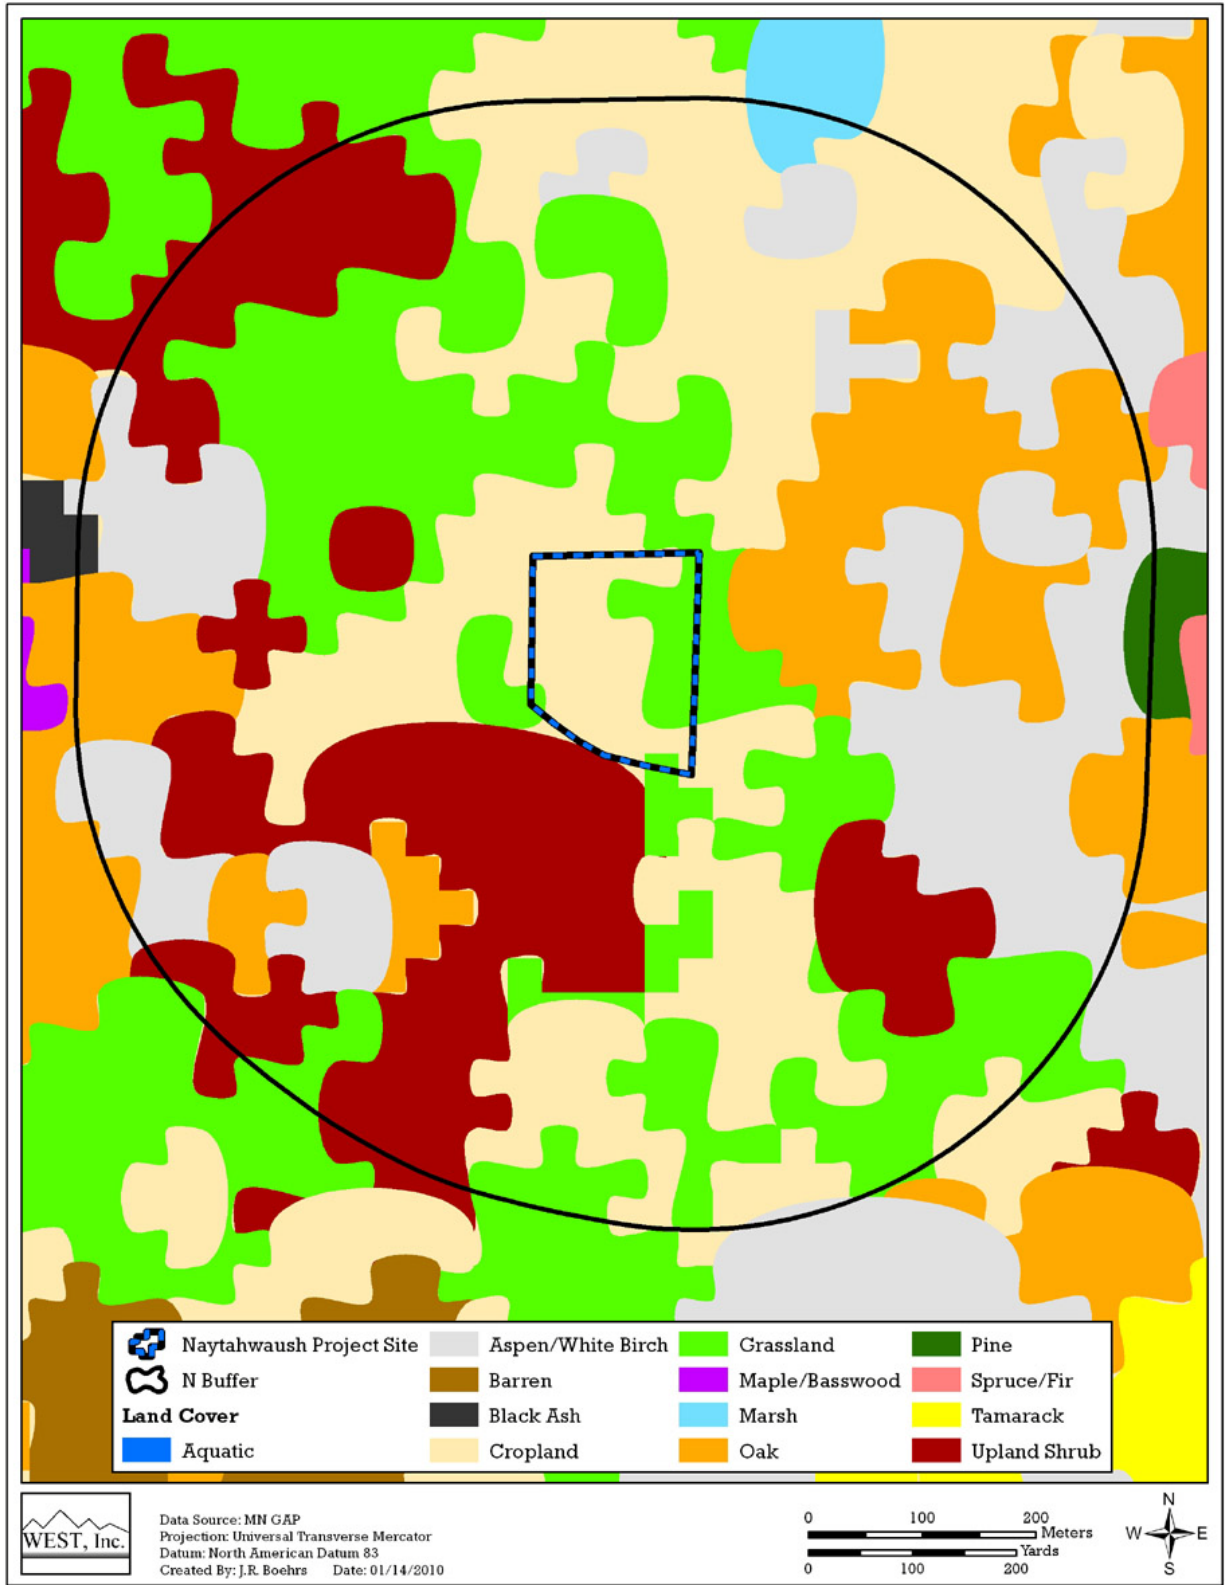 Naytahwaush Project Site
N Buffer
Land Cover
Aquatic
Aspen/White Birch
Barren
Black Ash
Cropland
Grassland
Maple/Basswood
Marsh
Oak
Pine
Spruce/Fir
Tamarack
Upland Shrub
WEST, Inc.
Data Source: MN GAP
Projection: Universal Transverse Mercator
Datum: North American Datum 83
Created By: J.R. Boehrs Date: 01/14/2010
0 100 200
Meters
Yards
0 100 200
N
W E
S